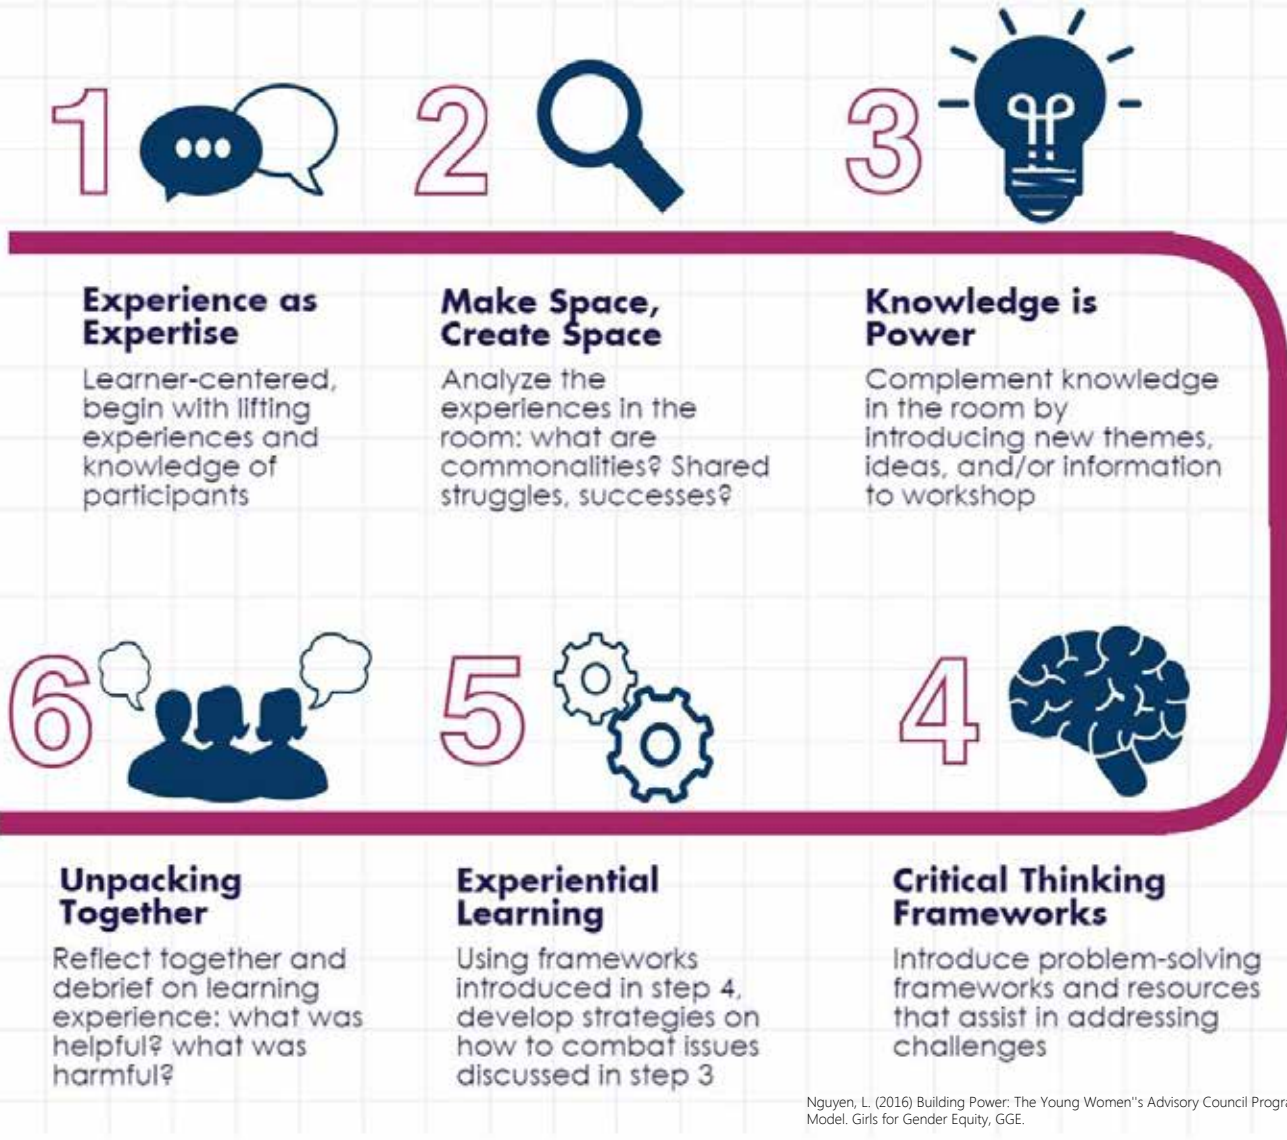 1
2
3
Experience as
Expertise
Learner-centered,
begin with lifting
experiences and
knowledge of
participants
Make Space,
Create Space
Analyze the
experiences in the
room: what are
commonalities? Shared
struggles, successes?
Knowledge is
Power
Complement knowledge
in the room by
introducing new themes,
ideas, and/or information
to workshop
4
Critical Thinking
Frameworks
Introduce problem-solving
frameworks and resources
that assist in addressing
challenges
5
Experiential
Learning
Using frameworks
introduced in step 4,
develop strategies on
how to combat issues
discussed in step 3
6
Unpacking
Together
Reflect together and
debrief on learning
experience: what was
helpful? what was
harmful?
Nguyen, L. (2016) Building Power: The Young Women''s Advisory Council Progra
Model. Girls for Gender Equity, GGE.